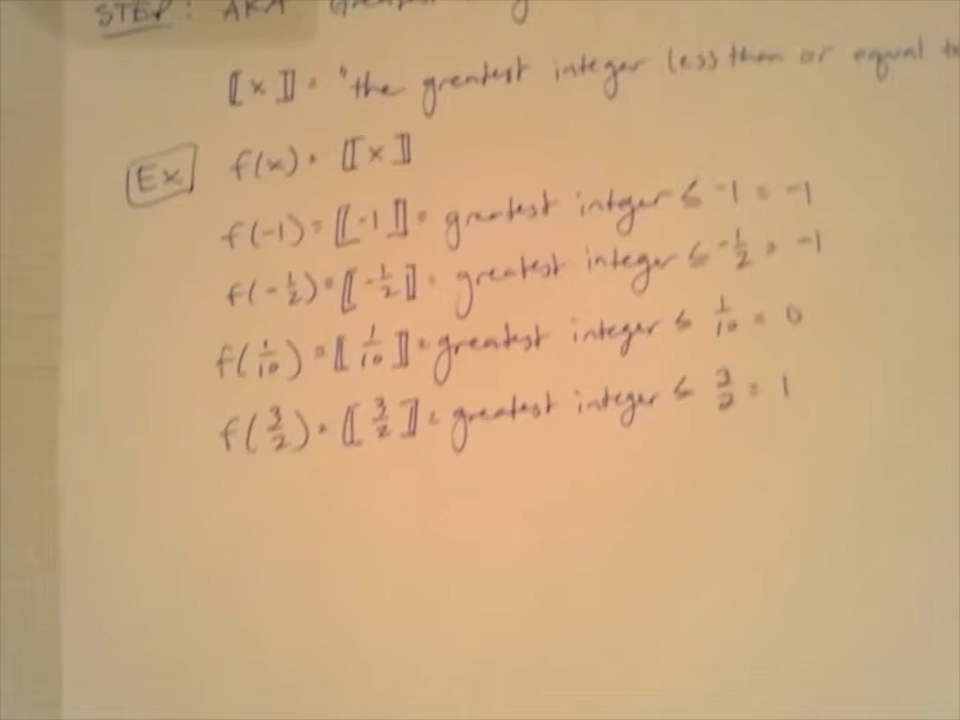 STEP: AKA Greatest
⟦x⟧ = "the greatest integer less than or equal to
Ex f(x) = ⟦x⟧
f(-1) = ⟦-1⟧ = greatest integer ≤ -1 = -1
f(-1/2) = ⟦-1/2⟧ = greatest integer ≤ -1/2 = -1
f(1/10) = ⟦1/10⟧ = greatest integer ≤ 1/10 = 0
f(3/2) = ⟦3/2⟧ = greatest integer ≤ 3/2 = 1